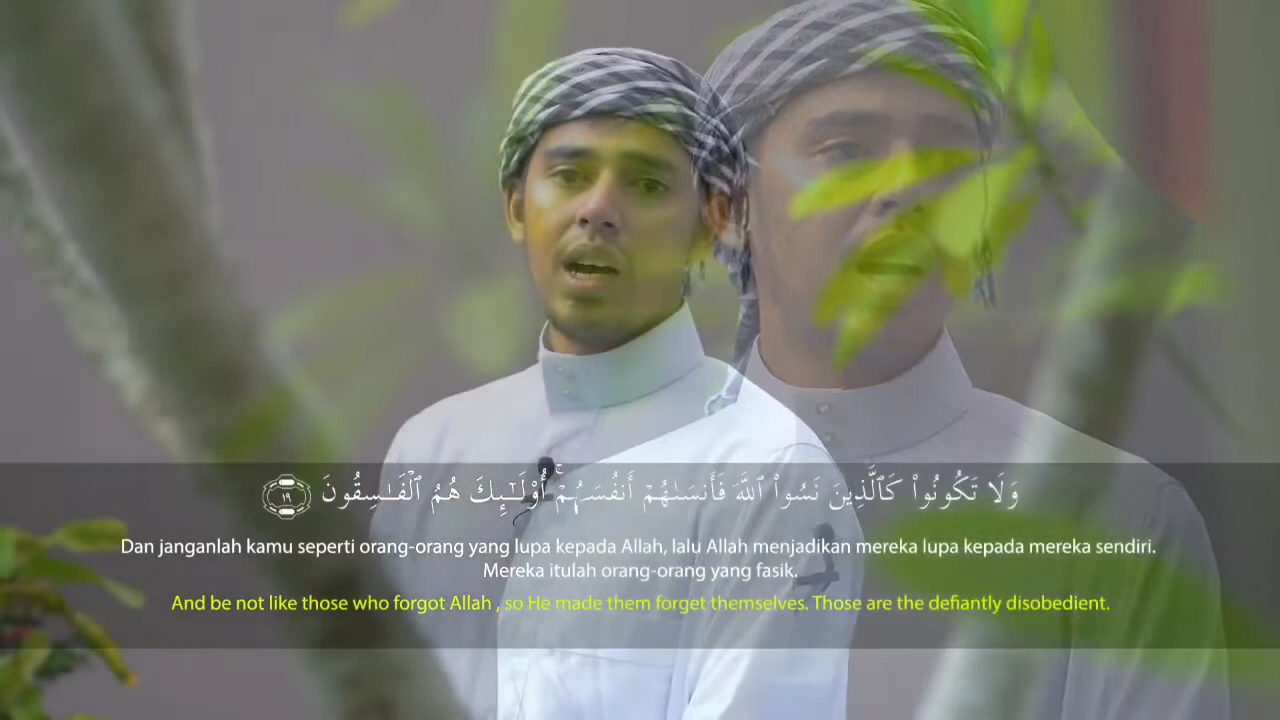 وَلَا تَكُونُوا۟ كَٱلَّذِينَ نَسُوا۟ ٱللَّهَ فَأَنسَىٰهُمْ أَنفُسَهُمْ ۚ أُو۟لَـٰٓئِكَ هُمُ ٱلْفَـٰسِقُونَ ١٩
Dan janganlah kamu seperti orang-orang yang lupa kepada Allah, lalu Allah menjadikan mereka lupa kepada mereka sendiri.
Mereka itulah orang-orang yang fasik.
And be not like those who forgot Allah , so He made them forget themselves. Those are the defiantly disobedient.